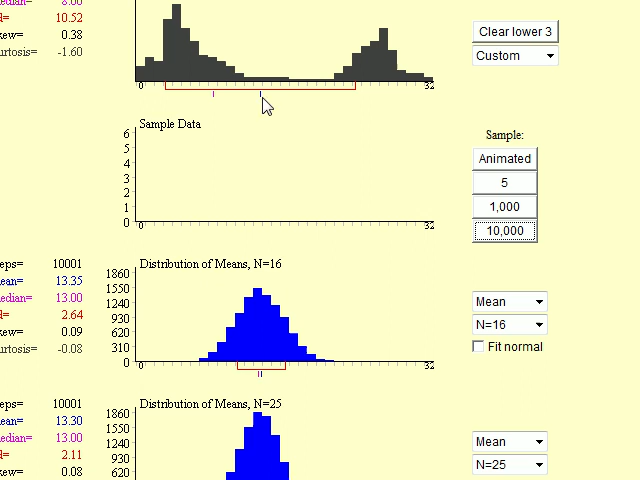 edian= 8.00
d= 10.52
kew= 0.38
urtosis= -1.60
Clear lower 3
Custom
0 32
Sample Data
6
5
4
3
2
1
0
0 32
Sample:
Animated
5
1,000
10,000
eps= 10001
ean= 13.35
edian= 13.00
d= 2.64
kew= 0.09
urtosis= -0.08
Distribution of Means, N=16
1860
1550
1240
930
620
310
0
0 32
Mean
N=16
Fit normal
eps= 10001
ean= 13.30
edian= 13.00
d= 2.11
kew= 0.08
Distribution of Means, N=25
1860
1550
1240
930
620
Mean
N=25